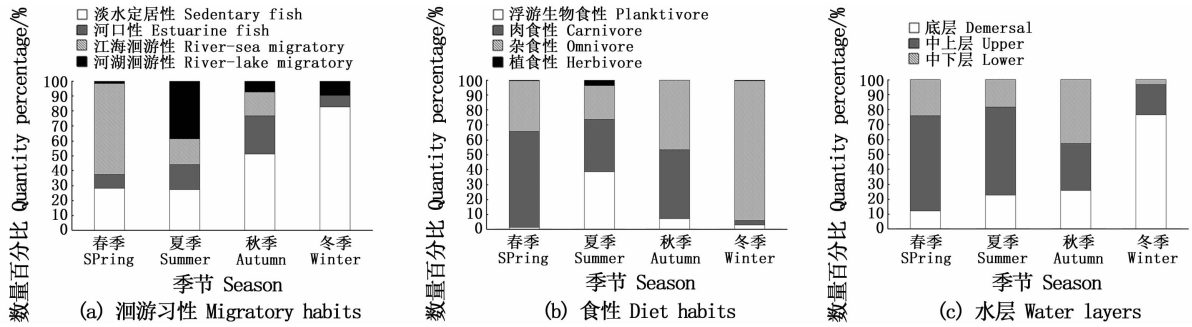 数量百分比 Quantity percentage/%
淡水定居性 Sedentary fish
河口性 Estuarine fish
江海洄游性 River-sea migratory
河湖洄游性 River-lake migratory
100
90
80
70
60
50
40
30
20
10
0
春季 夏季 秋季 冬季
SPring Summer Autumn Winter
季节 Season
(a) 洄游习性 Migratory habits
数量百分比 Quantity percentage/%
浮游生物食性 Planktivore
肉食性 Carnivore
杂食性 Omnivore
植食性 Herbivore
100
90
80
70
60
50
40
30
20
10
0
春季 夏季 秋季 冬季
SPring Summer Autumn Winter
季节 Season
(b) 食性 Diet habits
数量百分比 Quantity percentage/%
底层 Demersal
中上层 Upper
中下层 Lower
100
90
80
70
60
50
40
30
20
10
0
春季 夏季 秋季 冬季
SPring Summer Autumn Winter
季节 Season
(c) 水层 Water layers